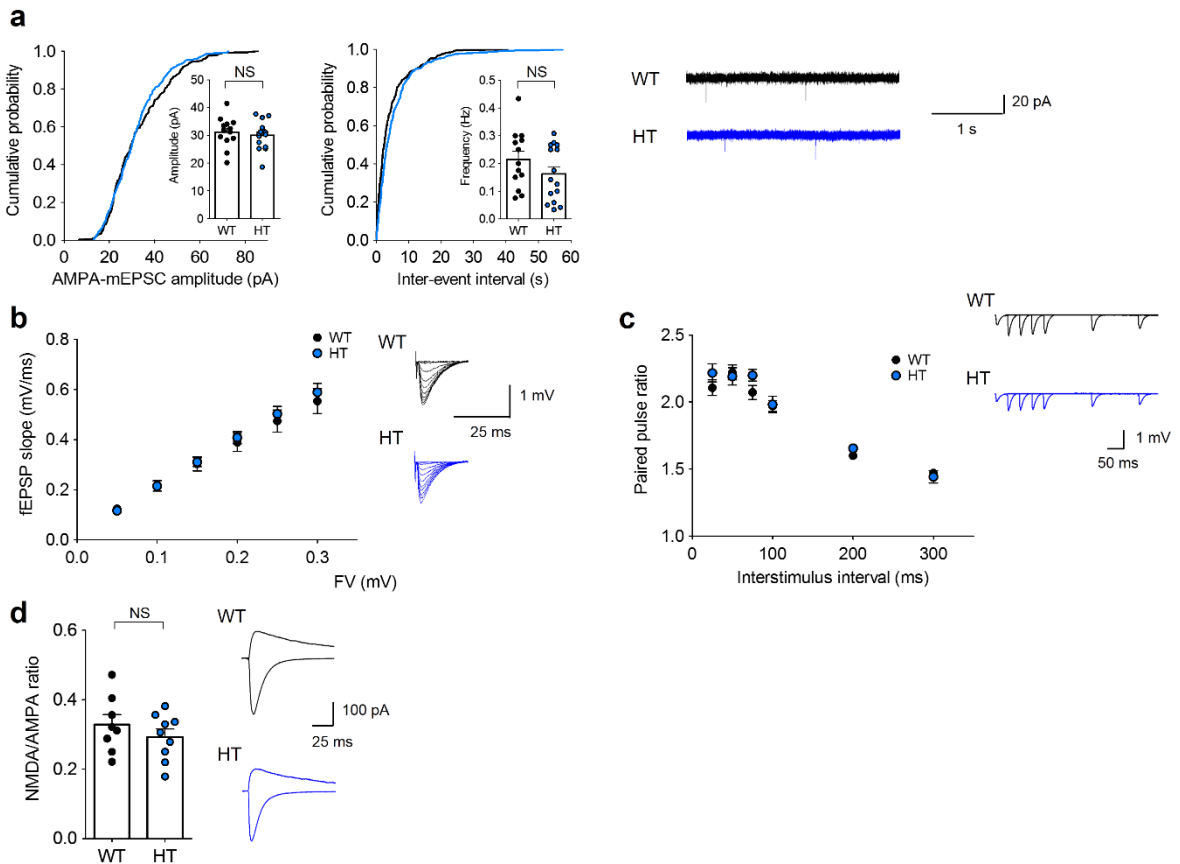 a
Cumulative probability
1.0
0.8
0.6
0.4
0.2
0.0
0 20 40 60 80
AMPA-mEPSC amplitude (pA)
Amplitude (pA)
50
40
30
20
10
0
NS
WT HT
Cumulative probability
1.0
0.8
0.6
0.4
0.2
0.0
0 10 20 30 40 50 60
Inter-event interval (s)
Frequency (Hz)
0.5
0.4
0.3
0.2
0.1
0.0
NS
WT HT
WT
HT
20 pA
1 s
b
fEPSP slope (mV/ms)
0.8
0.6
0.4
0.2
0.0
0.0 0.1 0.2 0.3
FV (mV)
WT
HT
WT
HT
1 mV
25 ms
c
Paired pulse ratio
2.5
2.0
1.5
1.0
0 100 200 300
Interstimulus interval (ms)
WT
HT
WT
HT
1 mV
50 ms
d
NMDA/AMPA ratio
0.6
0.4
0.2
0.0
NS
WT HT
WT
HT
100 pA
25 ms